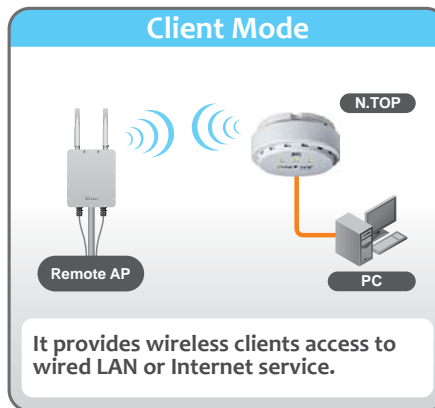 Client Mode
N.TOP
Remote AP
PC
It provides wireless clients access to
wired LAN or Internet service.